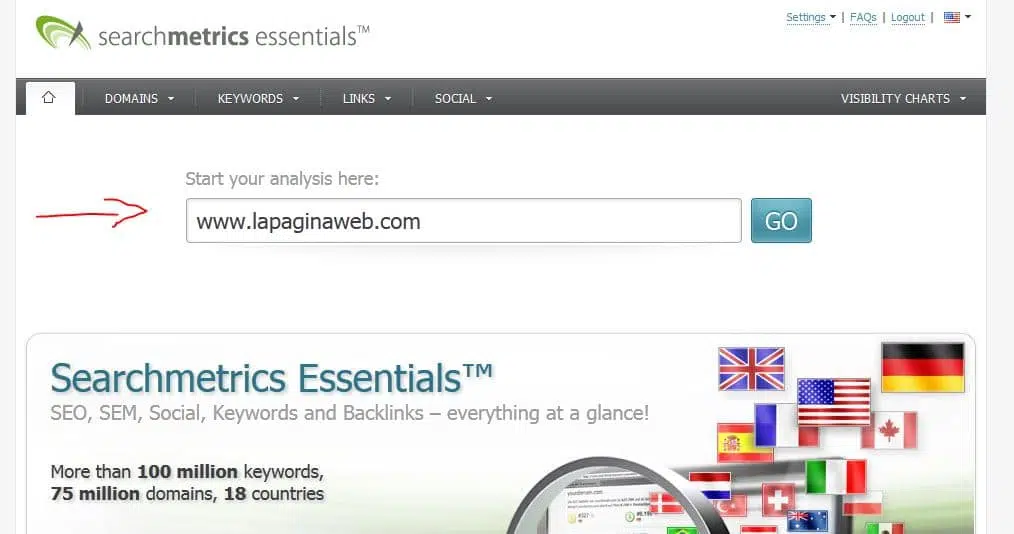 searchmetrics essentials™
Settings | FAQs | Logout |
DOMAINS KEYWORDS LINKS SOCIAL VISIBILITY CHARTS
Start your analysis here:
www.lapaginaweb.com GO
Searchmetrics Essentials™
SEO, SEM, Social, Keywords and Backlinks – everything at a glance!
More than 100 million keywords,
75 million domains, 18 countries